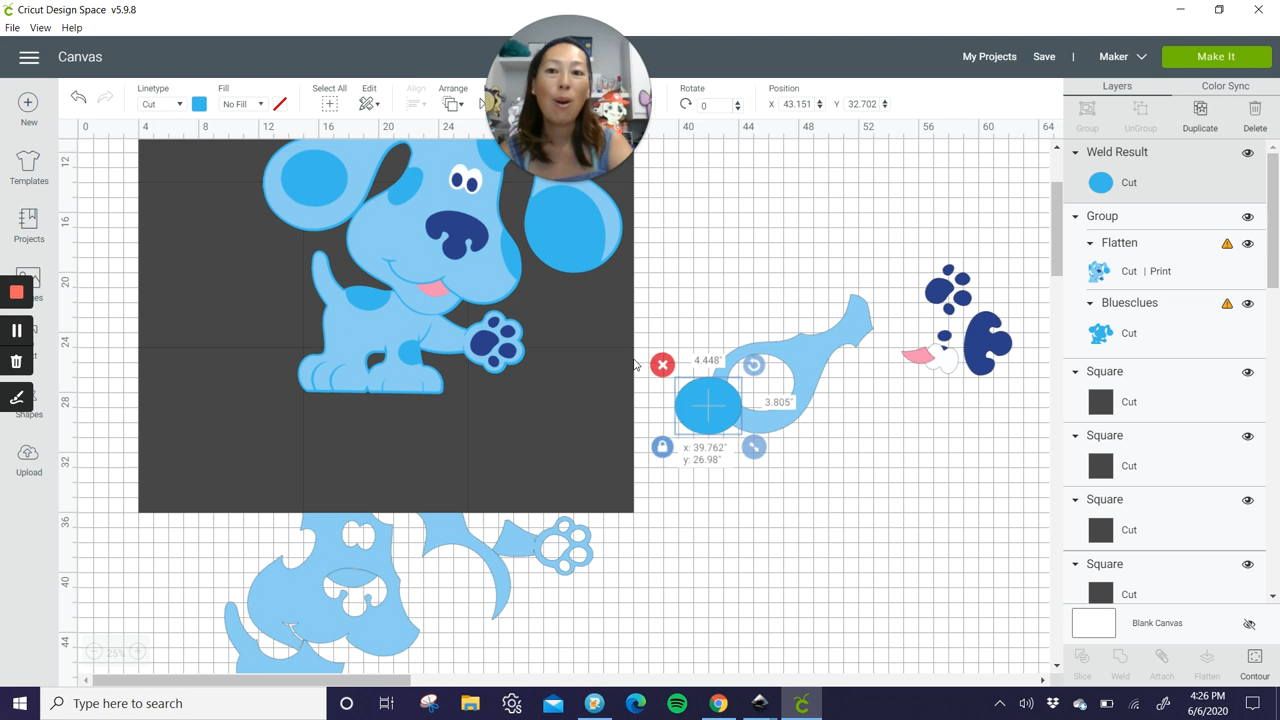 Cricut Design Space v5.9.8
File View Help
Canvas
My Projects Save | Maker Make It
Linetype
Cut
Fill
No Fill
Select All
Edit
Align
Arrange
Rotate
0
Position
X 43.151 Y 32.702
Layers Color Sync
Group UnGroup Duplicate Delete
0 4 8 12 16 20 24 40 44 48 52 56 60 64
12
16
20
24
28
32
36
40
44
New
Templates
Projects
Shapes
Upload
4.448"
3.805"
x: 39.762"
y: 26.98"
25%
Weld Result
Cut
Group
Flatten
Cut | Print
Bluesclues
Cut
Square
Cut
Square
Cut
Square
Cut
Square
Cut
Blank Canvas
Slice Weld Attach Flatten Contour
Type here to search
4:26 PM
6/6/2020